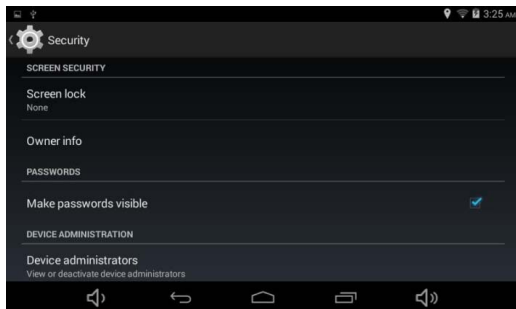 3:25 AM
Security
SCREEN SECURITY
Screen lock
None
Owner info
PASSWORDS
Make passwords visible
DEVICE ADMINISTRATION
Device administrators
View or deactivate device administrators